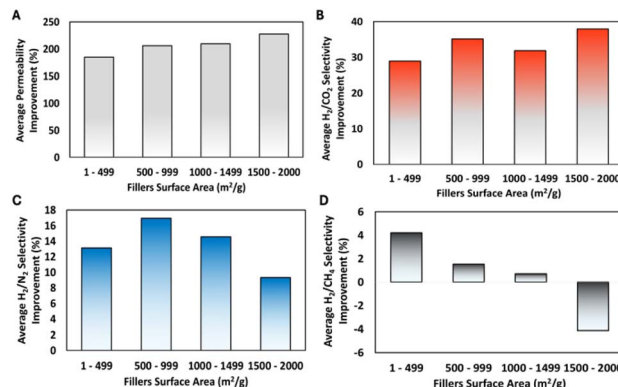 A
Average Permeability
Improvement (%)
250
200
150
100
50
0
1 - 499
500 - 999
1000 - 1499
1500 - 2000
Fillers Surface Area (m²/g)
B
Average H₂/CO₂ Selectivity
Improvement (%)
40
30
20
10
0
1 - 499
500 - 999
1000 - 1499
1500 - 2000
Fillers Surface Area (m²/g)
C
Average H₂/N₂ Selectivity
Improvement (%)
18
16
14
12
10
8
6
4
2
0
1 - 499
500 - 999
1000 - 1499
1500 - 2000
Fillers Surface Area (m²/g)
D
Average H₂/CH₄ Selectivity
Improvement (%)
6
4
2
0
-2
-4
-6
1 - 499
500 - 999
1000 - 1499
1500 - 2000
Fillers Surface Area (m²/g)